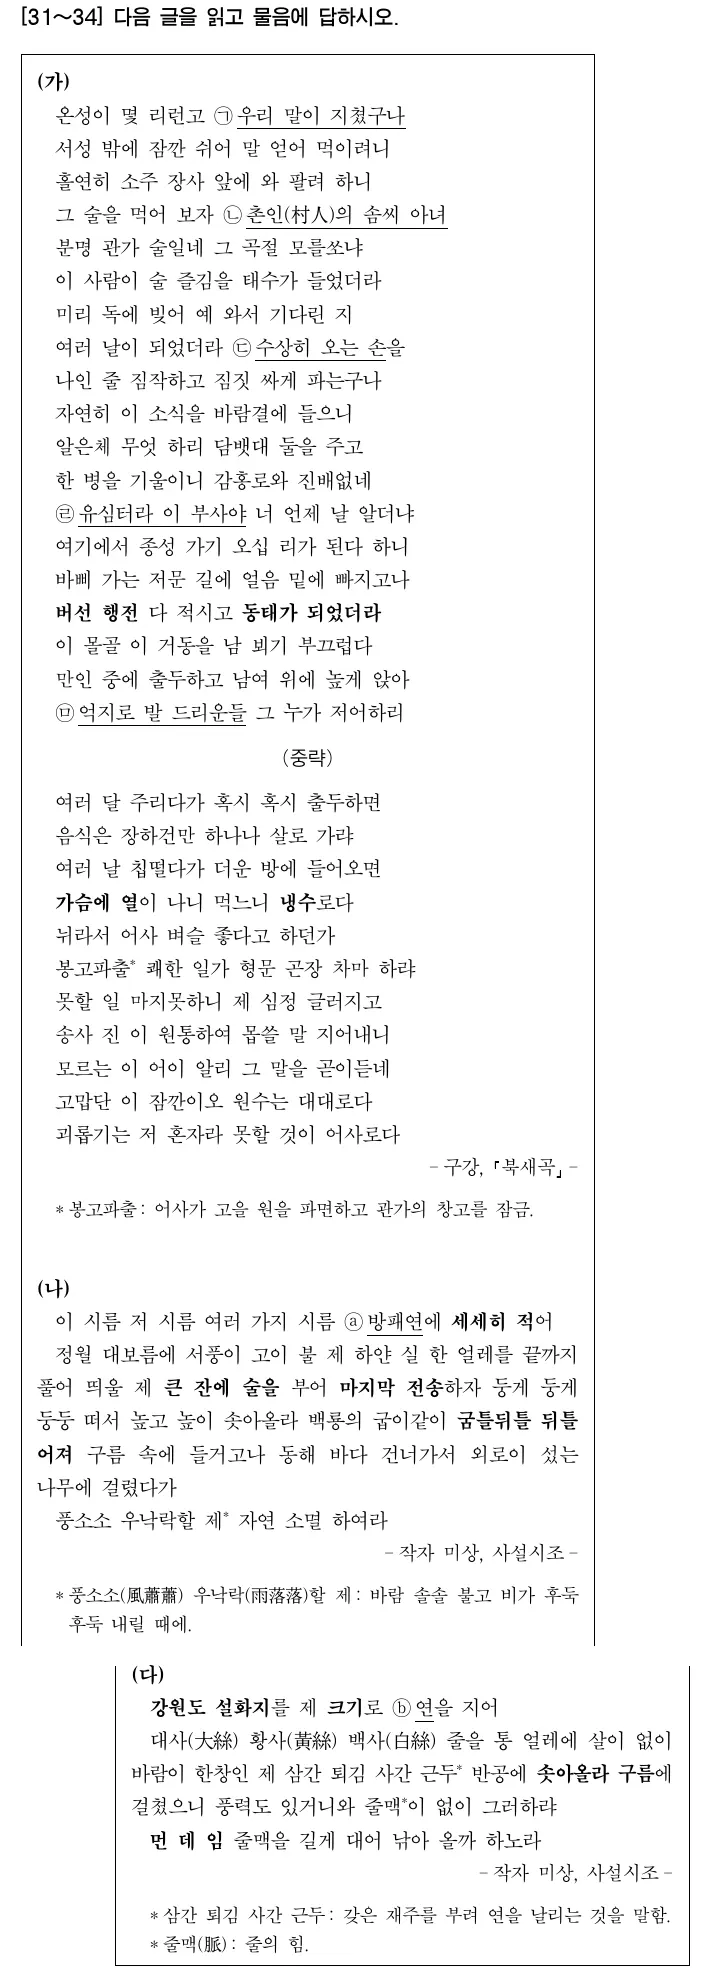 [31～34] 다음 글을 읽고 물음에 답하시오.
(가)
온성이 몇 리런고 ㉠우리 말이 지쳤구나
서성 밖에 잠깐 쉬어 말 얻어 먹이려니
홀연히 소주 장사 앞에 와 팔려 하니
그 술을 먹어 보자 ㉡촌인(村人)의 솜씨 아녀
분명 관가 술일네 그 곡절 모를쏘냐
이 사람이 술 즐김을 태수가 들었더라
미리 독에 빚어 예 와서 기다린 지
여러 날이 되었더라 ㉢수상히 오는 손을
나인 줄 짐작하고 짐짓 싸게 파는구나
자연히 이 소식을 바람결에 들으니
알은체 무엇 하리 담뱃대 둘을 주고
한 병을 기울이니 감홍로와 진배없네
㉣유심터라 이 부사야 너 언제 날 알더냐
여기에서 종성 가기 오십 리가 된다 하니
바삐 가는 저문 길에 얼음 밑에 빠지고나
버선 행전 다 적시고 동태가 되었더라
이 몰골 이 거동을 남 뵈기 부끄럽다
만인 중에 출두하고 남여 위에 높게 앉아
㉤억지로 발 드리운들 그 누가 저어하리
(중략)
여러 달 주리다가 혹시 혹시 출두하면
음식은 장하건만 하나나 살로 가랴
여러 날 칩떨다가 더운 방에 들어오면
가슴에 열이 나니 먹느니 냉수로다
뉘라서 어사 벼슬 좋다고 하던가
봉고파출* 쾌한 일가 형문 곤장 차마 하랴
못할 일 마지못하니 제 심정 글러지고
송사 진 이 원통하여 몹쓸 말 지어내니
모르는 이 어이 알리 그 말을 곧이듣네
고맙단 이 잠깐이오 원수는 대대로다
괴롭기는 저 혼자라 못할 것이 어사로다
- 구강, 「북새곡」 -
* 봉고파출 : 어사가 고을 원을 파면하고 관가의 창고를 잠금.
(나)
이 시름 저 시름 여러 가지 시름 ⓐ방패연에 세세히 적어
정월 대보름에 서풍이 고이 불 제 하얀 실 한 얼레를 끝까지
풀어 띄울 제 큰 잔에 술을 부어 마지막 전송하자 둥게 둥게
둥둥 떠서 높고 높이 솟아올라 백룡의 굽이같이 굼틀뒤틀 뒤틀
어져 구름 속에 들거고나 동해 바다 건너가서 외로이 섰는
나무에 걸렸다가
풍소소 우낙락할 제* 자연 소멸 하여라
- 작자 미상, 사설시조 -
* 풍소소(風蕭蕭) 우낙락(雨落落)할 제 : 바람 솔솔 불고 비가 후둑
후둑 내릴 때에.
(다)
강원도 설화지를 제 크기로 ⓑ연을 지어
대사(大絲) 황사(黃絲) 백사(白絲) 줄을 통 얼레에 살이 없이
바람이 한창인 제 삼간 퇴김 사간 근두* 반공에 솟아올라 구름에
걸쳤으니 풍력도 있거니와 줄맥*이 없이 그러하랴
먼 데 임 줄맥을 길게 대어 낚아 올까 하노라
- 작자 미상, 사설시조 -
* 삼간 퇴김 사간 근두 : 갖은 재주를 부려 연을 날리는 것을 말함.
* 줄맥(脈) : 줄의 힘.